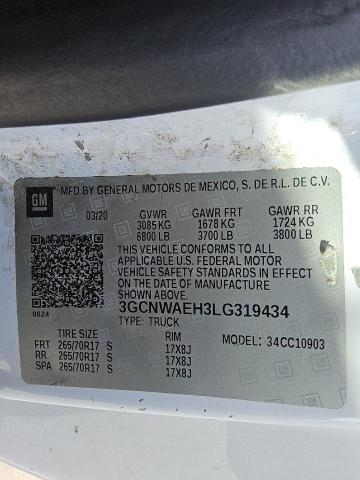 GM MFD BY GENERAL MOTORS DE MEXICO, S. DE R.L. DE C.V.
03/20 GVWR GAWR FRT GAWR RR
3085 KG 1678 KG 1724 KG
6800 LB 3700 LB 3800 LB
THIS VEHICLE CONFORMS TO ALL
APPLICABLE U.S. FEDERAL MOTOR
VEHICLE SAFETY STANDARDS IN EFFECT
ON THE DATE OF MANUFACTURE
8624 3GCNWAEH3LG319434
TYPE: TRUCK
TIRE SIZE RIM MODEL: 34CC10903
FRT 265/70R17 S 17X8J
RR 265/70R17 S 17X8J
SPA 265/70R17 S 17X8J